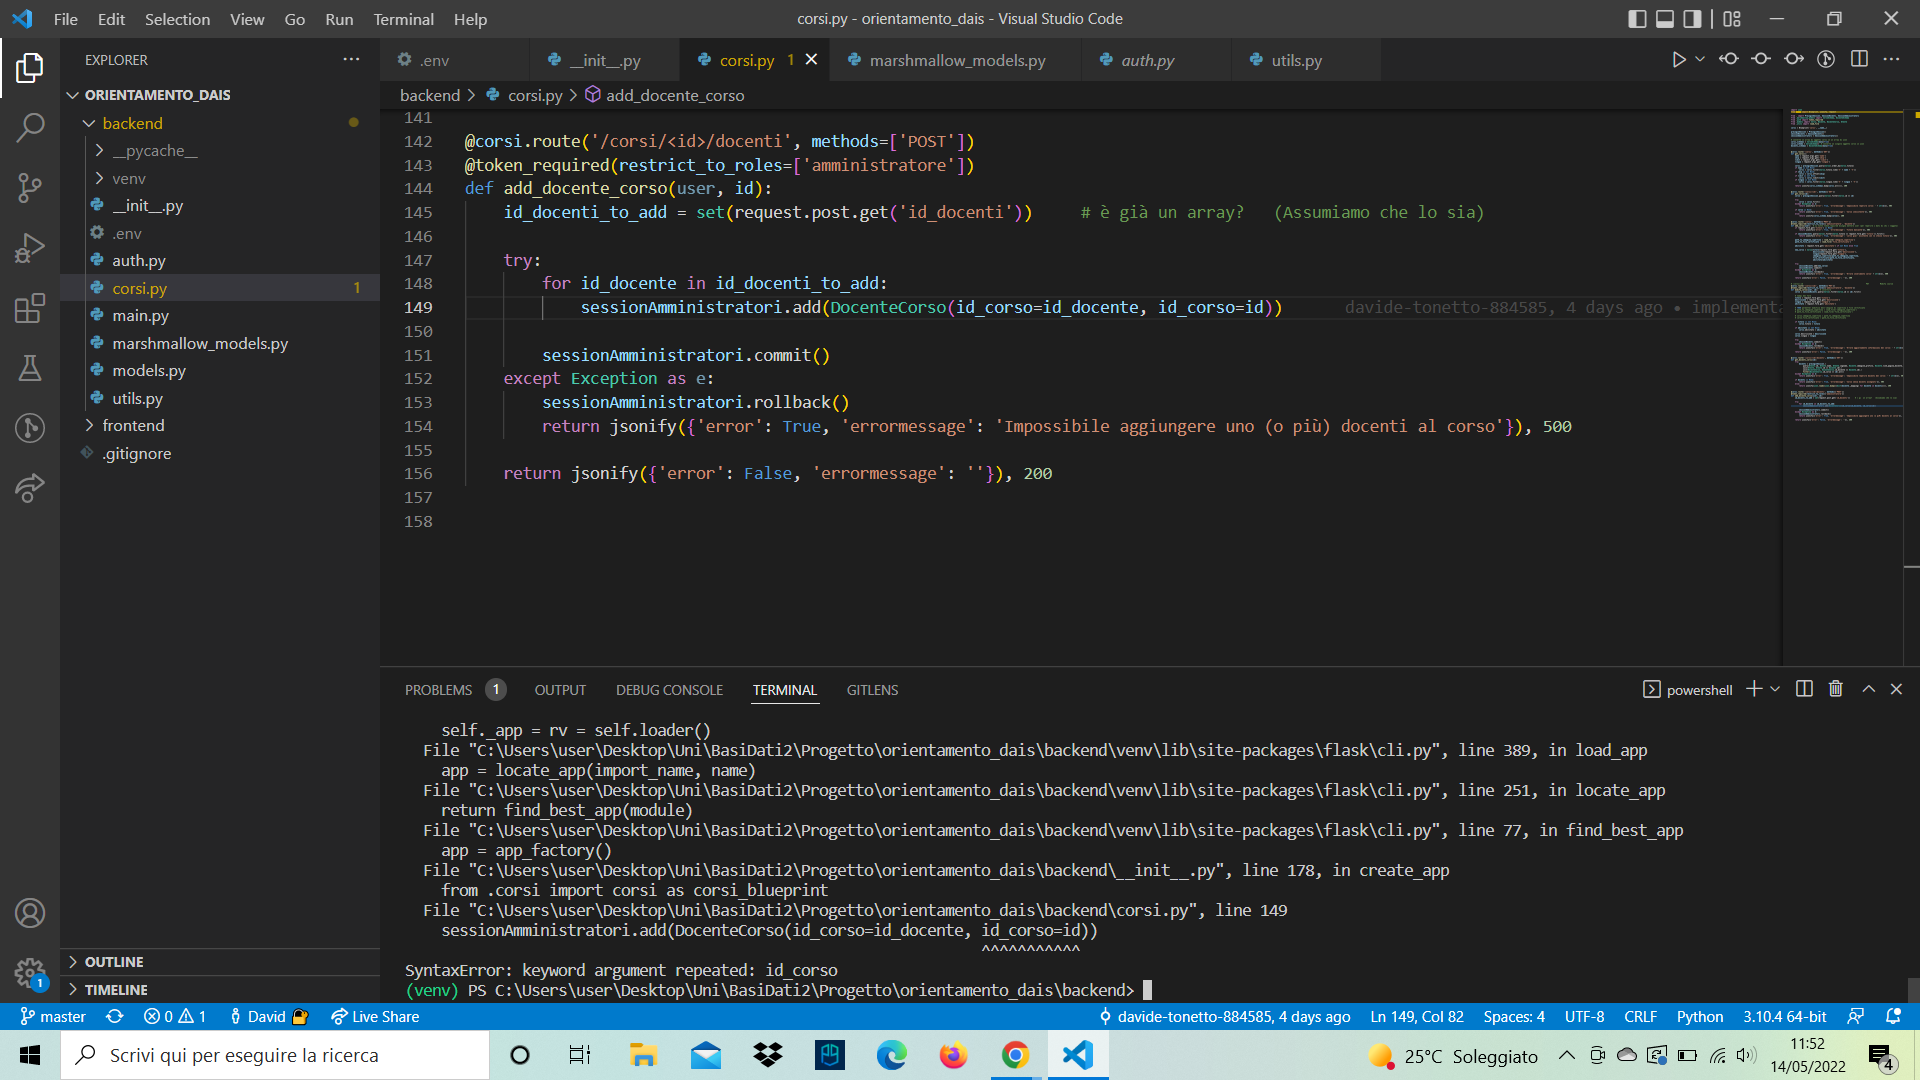 File Edit Selection View Go Run Terminal Help
corsi.py - orientamento_dais - Visual Studio Code
EXPLORER
ORIENTAMENTO_DAIS
backend
__pycache__
venv
__init__.py
.env
auth.py
corsi.py 1
main.py
marshmallow_models.py
models.py
utils.py
frontend
.gitignore
OUTLINE
TIMELINE
.env
__init__.py
corsi.py 1
marshmallow_models.py
auth.py
utils.py
backend > corsi.py > add_docente_corso
141
142 @corsi.route('/corsi/<id>/docenti', methods=['POST'])
143 @token_required(restrict_to_roles=['amministratore'])
144 def add_docente_corso(user, id):
145 id_docenti_to_add = set(request.post.get('id_docenti')) # è già un array? (Assumiamo che lo sia)
146
147 try:
148 for id_docente in id_docenti_to_add:
149 sessionAmministratori.add(DocenteCorso(id_corso=id_docente, id_corso=id)) davide-tonetto-884585, 4 days ago • implementa
150
151 sessionAmministratori.commit()
152 except Exception as e:
153 sessionAmministratori.rollback()
154 return jsonify({'error': True, 'errormessage': 'Impossibile aggiungere uno (o più) docenti al corso'}), 500
155
156 return jsonify({'error': False, 'errormessage': ''}), 200
157
158
PROBLEMS 1 OUTPUT DEBUG CONSOLE TERMINAL GITLENS
powershell
self._app = rv = self.loader()
File "C:\Users\user\Desktop\Uni\BasiDati2\Progetto\orientamento_dais\backend\venv\lib\site-packages\flask\cli.py", line 389, in load_app
app = locate_app(import_name, name)
File "C:\Users\user\Desktop\Uni\BasiDati2\Progetto\orientamento_dais\backend\venv\lib\site-packages\flask\cli.py", line 251, in locate_app
return find_best_app(module)
File "C:\Users\user\Desktop\Uni\BasiDati2\Progetto\orientamento_dais\backend\venv\lib\site-packages\flask\cli.py", line 77, in find_best_app
app = app_factory()
File "C:\Users\user\Desktop\Uni\BasiDati2\Progetto\orientamento_dais\backend\__init__.py", line 178, in create_app
from .corsi import corsi as corsi_blueprint
File "C:\Users\user\Desktop\Uni\BasiDati2\Progetto\orientamento_dais\backend\corsi.py", line 149
sessionAmministratori.add(DocenteCorso(id_corso=id_docente, id_corso=id))
^^^^^^^^^^^
SyntaxError: keyword argument repeated: id_corso
(venv) PS C:\Users\user\Desktop\Uni\BasiDati2\Progetto\orientamento_dais\backend>
1
master 0 1 David Live Share
davide-tonetto-884585, 4 days ago Ln 149, Col 82 Spaces: 4 UTF-8 CRLF Python 3.10.4 64-bit
Scrivi qui per eseguire la ricerca
25°C Soleggiato
11:52
14/05/2022
4